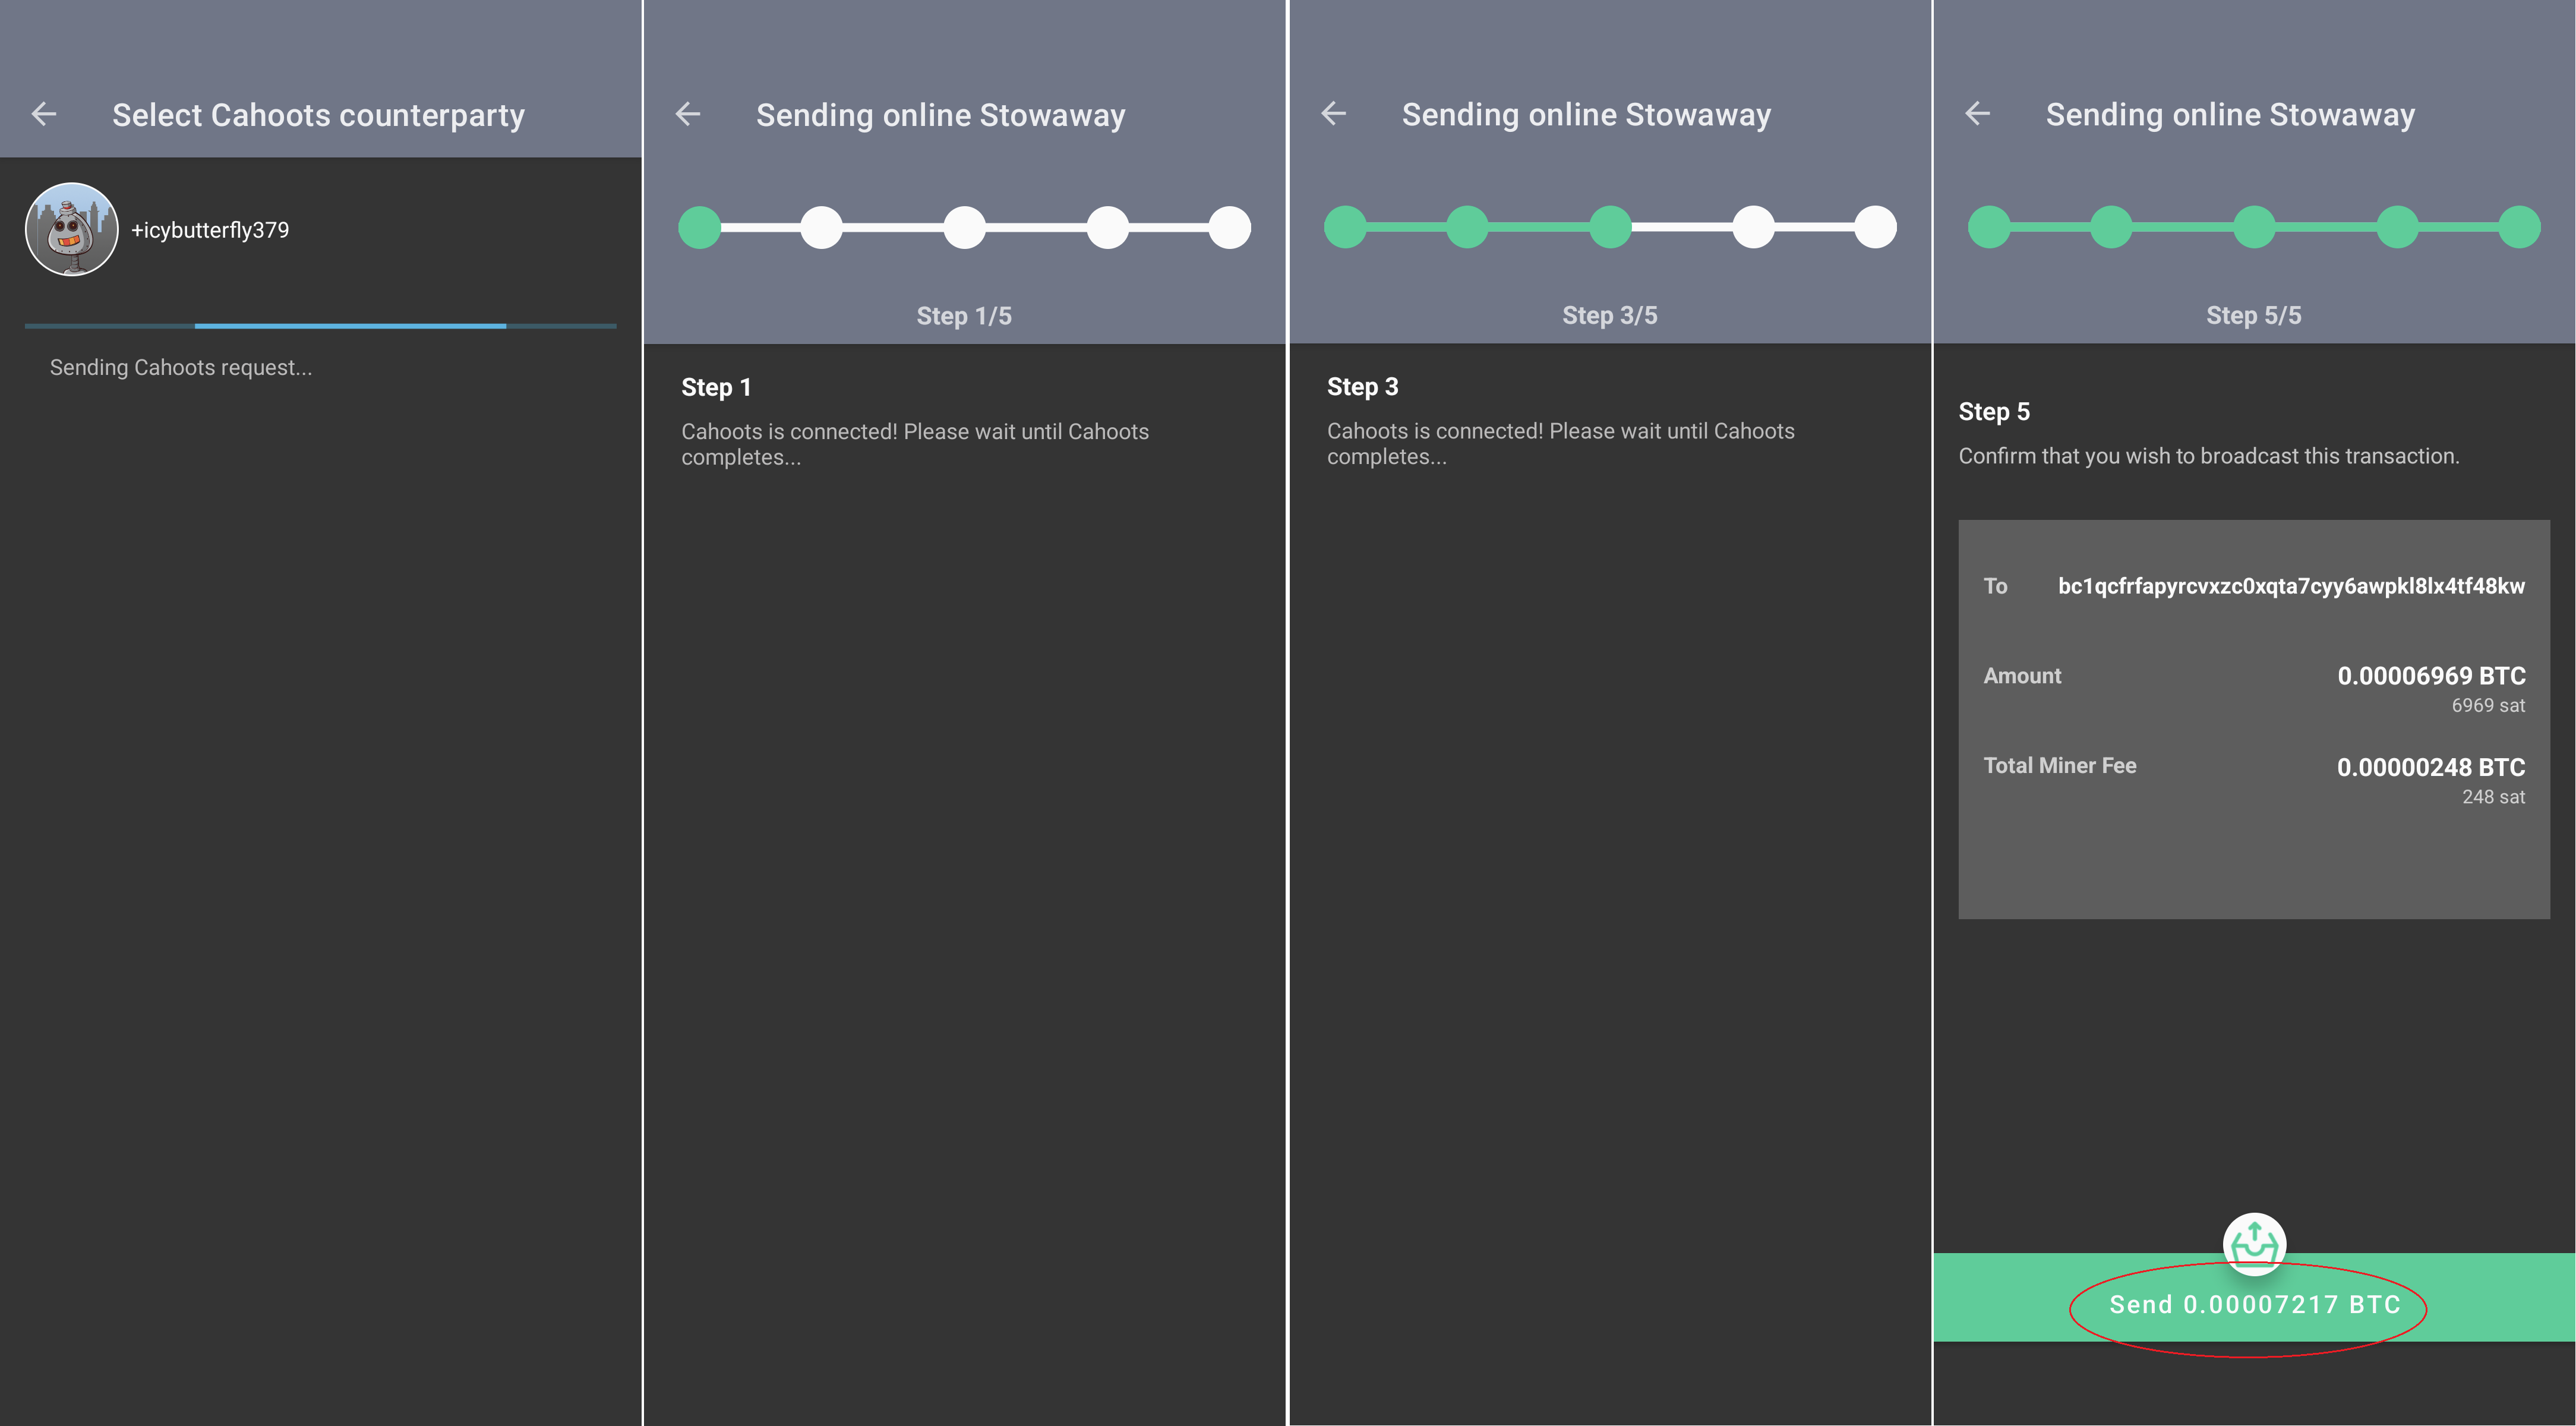 Select Cahoots counterparty
+icybutterfly379
Sending Cahoots request...
Sending online Stowaway
Step 1/5
Step 1
Cahoots is connected! Please wait until Cahoots
completes...
Sending online Stowaway
Step 3/5
Step 3
Cahoots is connected! Please wait until Cahoots
completes...
Sending online Stowaway
Step 5/5
Step 5
Confirm that you wish to broadcast this transaction.
To bc1qcfrfapyrcvxzc0xqta7cyy6awpkl8lx4tf48kw
Amount 0.00006969 BTC
6969 sat
Total Miner Fee 0.00000248 BTC
248 sat
Send 0.00007217 BTC